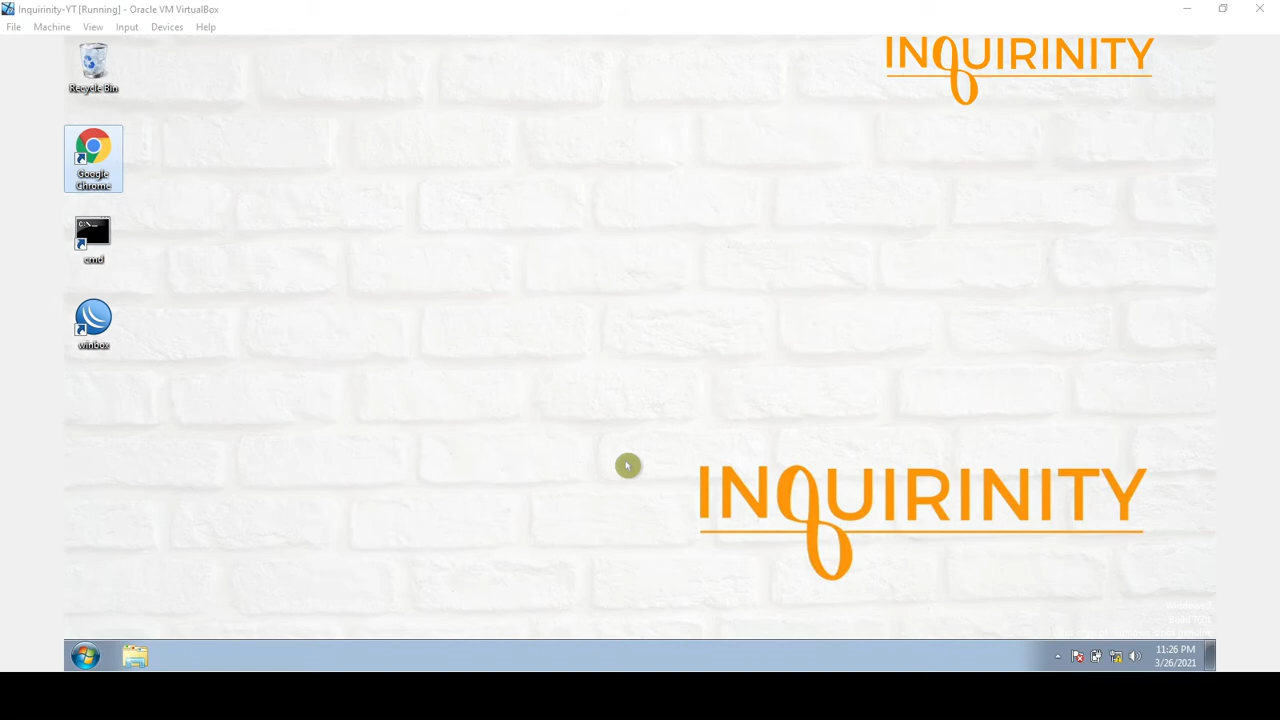 Inquirinity-YT [Running] - Oracle VM VirtualBox
File Machine View Input Devices Help
INQUIRINITY
Recycle Bin
Google
Chrome
cmd
winbox
INQUIRINITY
11:26 PM
3/26/2021